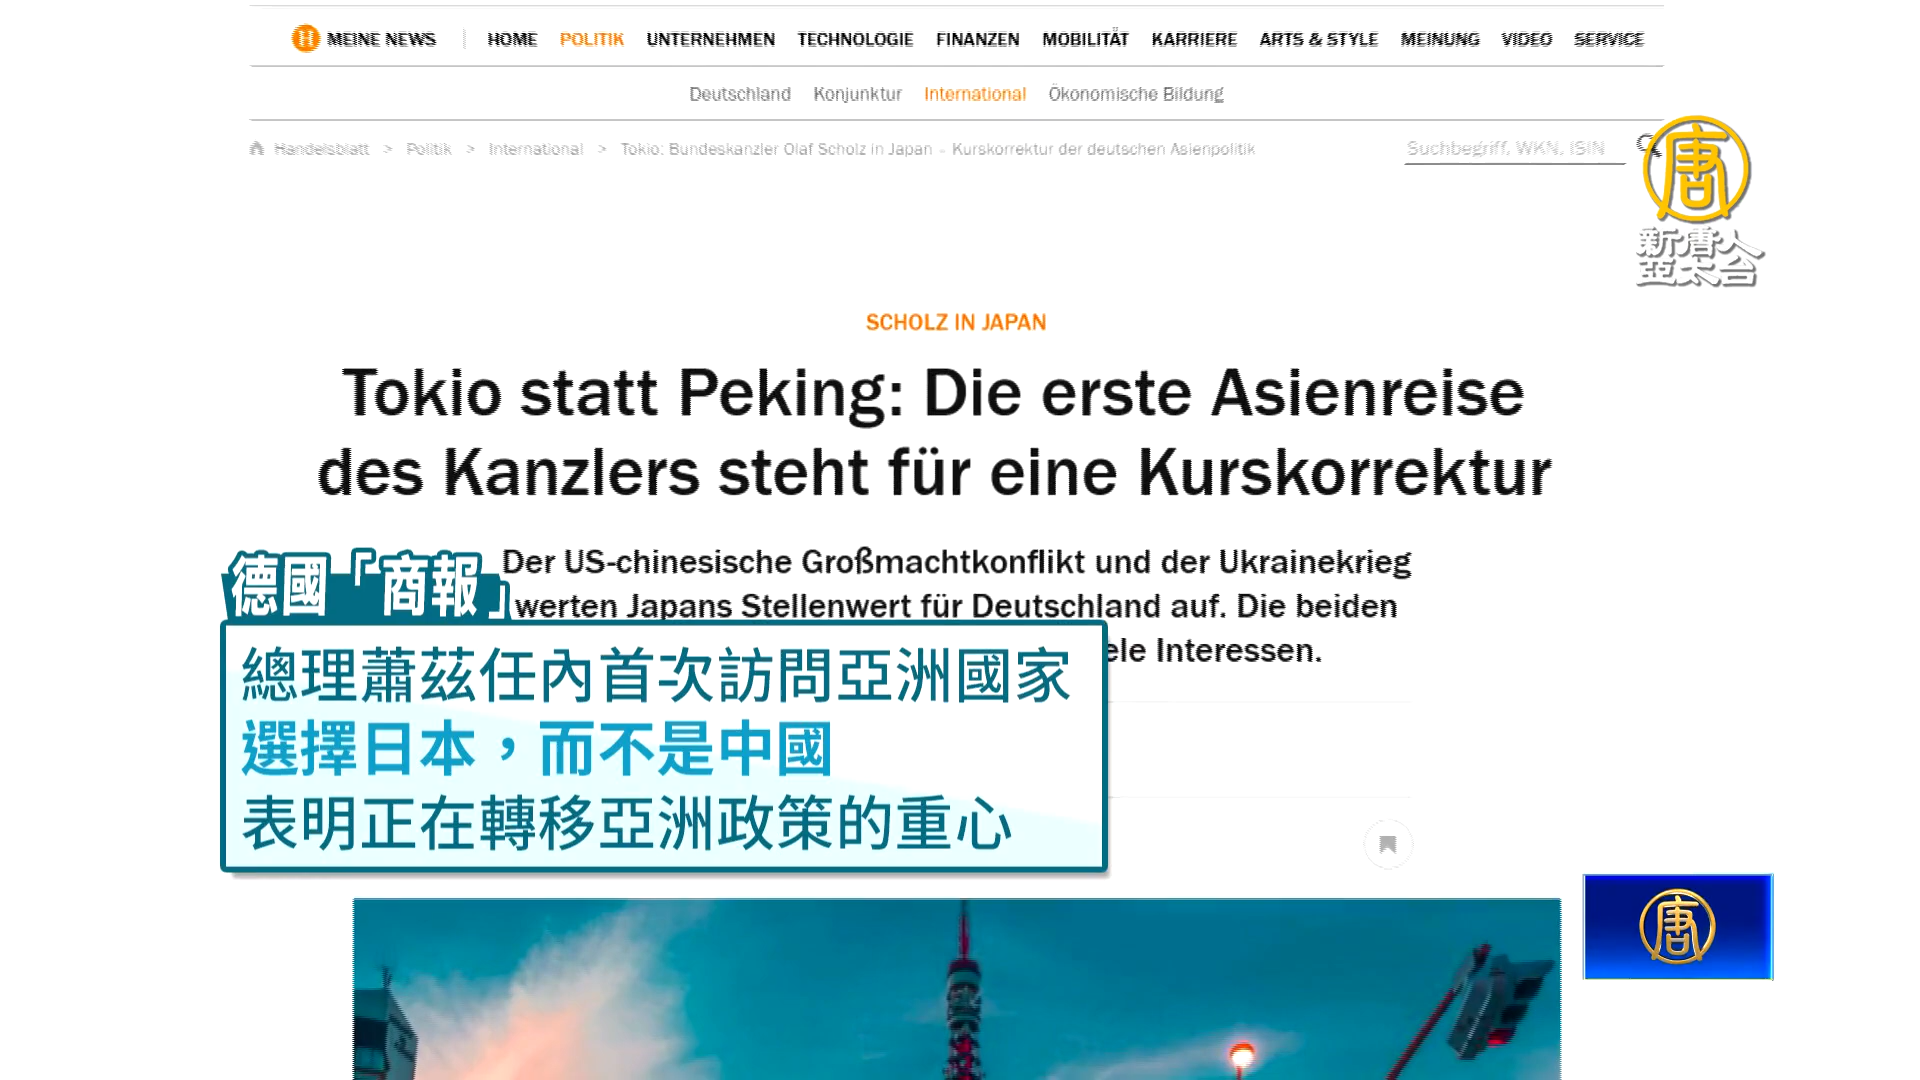 H MEINE NEWS HOME POLITIK UNTERNEHMEN TECHNOLOGIE FINANZEN MOBILITÄT KARRIERE ARTS & STYLE MEINUNG VIDEO SERVICE
Deutschland Konjunktur International Ökonomische Bildung
Handelsblatt > Politik > International > Tokio: Bundeskanzler Olaf Scholz in Japan - Kurskorrektur der deutschen Asienpolitik
Suchbegriff, WKN, ISIN
唐
新唐人
亞太台
SCHOLZ IN JAPAN
Tokio statt Peking: Die erste Asienreise
des Kanzlers steht für eine Kurskorrektur
Der US-chinesische Großmachtkonflikt und der Ukrainekrieg
werten Japans Stellenwert für Deutschland auf. Die beiden
Interessen.
德國「商報」
總理蕭茲任內首次訪問亞洲國家
選擇日本，而不是中國
表明正在轉移亞洲政策的重心
唐